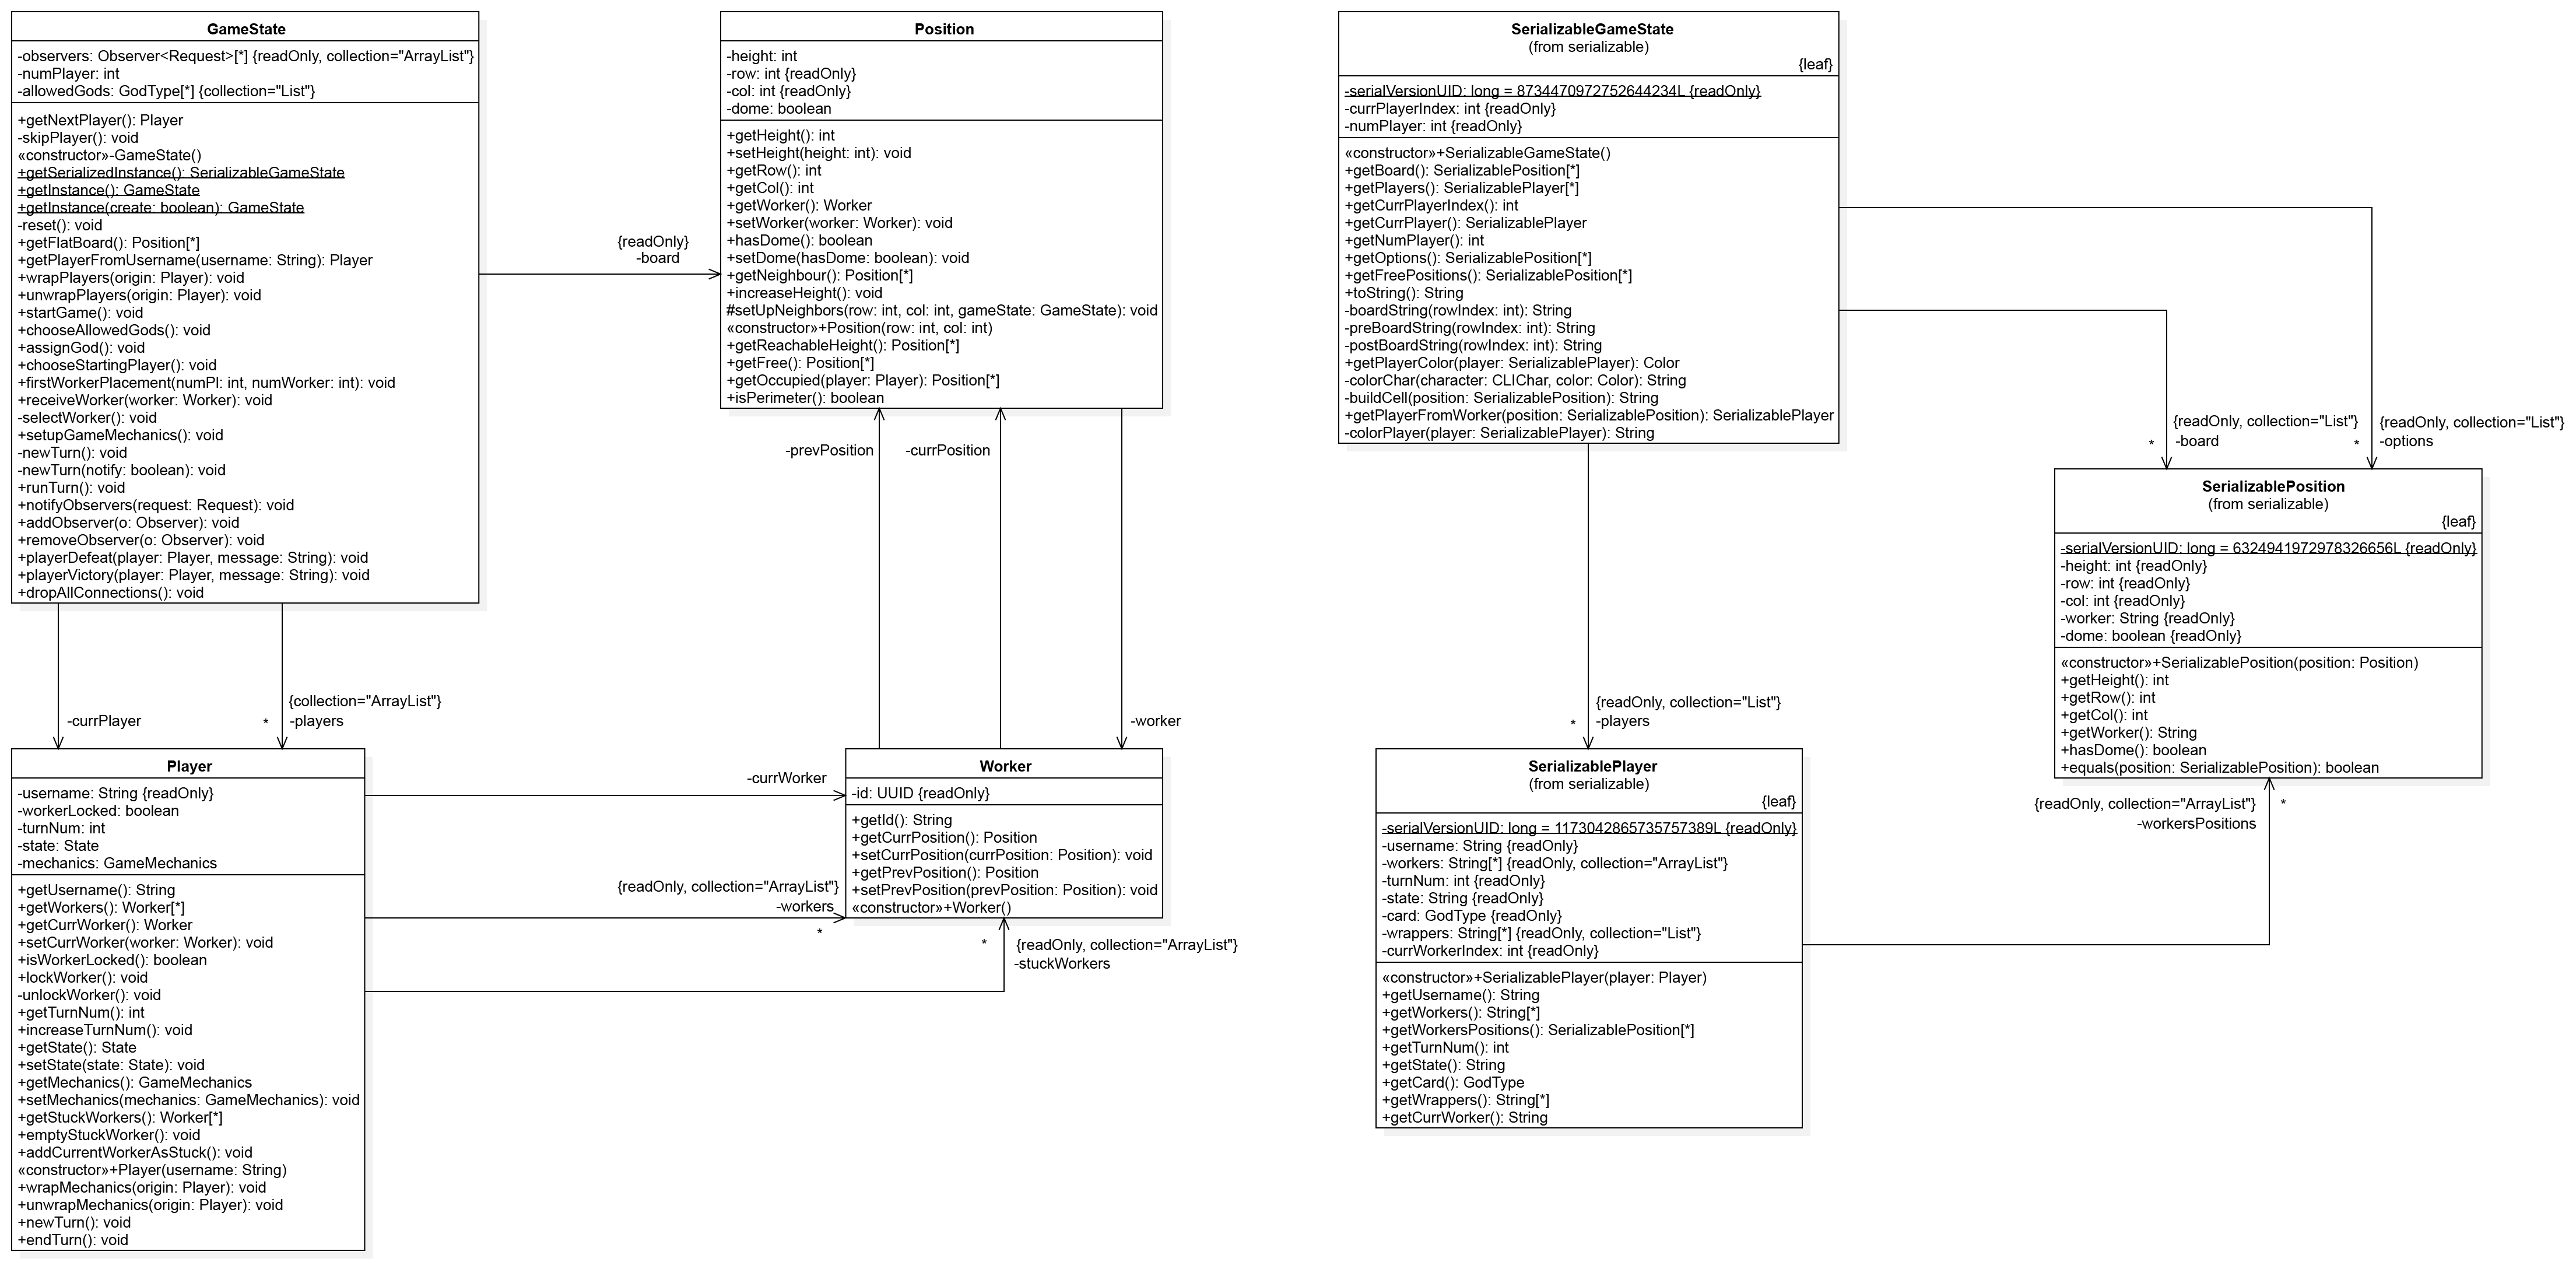 GameState
-observers: Observer<Request>[*] {readOnly, collection="ArrayList"}
-numPlayer: int
-allowedGods: GodType[*] {collection="List"}
+getNextPlayer(): Player
-skipPlayer(): void
«constructor»-GameState()
+getSerializedInstance(): SerializableGameState
+getInstance(): GameState
+getInstance(create: boolean): GameState
-reset(): void
+getFlatBoard(): Position[*]
+getPlayerFromUsername(username: String): Player
+wrapPlayers(origin: Player): void
+unwrapPlayers(origin: Player): void
+startGame(): void
+chooseAllowedGods(): void
+assignGod(): void
+chooseStartingPlayer(): void
+firstWorkerPlacement(numPl: int, numWorker: int): void
+receiveWorker(worker: Worker): void
-selectWorker(): void
+setupGameMechanics(): void
-newTurn(): void
-newTurn(notify: boolean): void
+runTurn(): void
+notifyObservers(request: Request): void
+addObserver(o: Observer): void
+removeObserver(o: Observer): void
+playerDefeat(player: Player, message: String): void
+playerVictory(player: Player, message: String): void
+dropAllConnections(): void
{readOnly}
-board
Position
-height: int
-row: int {readOnly}
-col: int {readOnly}
-dome: boolean
+getHeight(): int
+setHeight(height: int): void
+getRow(): int
+getCol(): int
+getWorker(): Worker
+setWorker(worker: Worker): void
+hasDome(): boolean
+setDome(hasDome: boolean): void
+getNeighbour(): Position[*]
+increaseHeight(): void
#setUpNeighbors(row: int, col: int, gameState: GameState): void
«constructor»+Position(row: int, col: int)
+getReachableHeight(): Position[*]
+getFree(): Position[*]
+getOccupied(player: Player): Position[*]
+isPerimeter(): boolean
-prevPosition
-currPosition
-worker
-currPlayer
{collection="ArrayList"}
*
-players
Player
-username: String {readOnly}
-workerLocked: boolean
-turnNum: int
-state: State
-mechanics: GameMechanics
+getUsername(): String
+getWorkers(): Worker[*]
+getCurrWorker(): Worker
+setCurrWorker(worker: Worker): void
+isWorkerLocked(): boolean
+lockWorker(): void
-unlockWorker(): void
+getTurnNum(): int
+increaseTurnNum(): void
+getState(): State
+setState(state: State): void
+getMechanics(): GameMechanics
+setMechanics(mechanics: GameMechanics): void
+getStuckWorkers(): Worker[*]
+emptyStuckWorker(): void
+addCurrentWorkerAsStuck(): void
«constructor»+Player(username: String)
+wrapMechanics(origin: Player): void
+unwrapMechanics(origin: Player): void
+newTurn(): void
+endTurn(): void
-currWorker
{readOnly, collection="ArrayList"}
-workers
*
Worker
-id: UUID {readOnly}
+getId(): String
+getCurrPosition(): Position
+setCurrPosition(currPosition: Position): void
+getPrevPosition(): Position
+setPrevPosition(prevPosition: Position): void
«constructor»+Worker()
*
{readOnly, collection="ArrayList"}
-stuckWorkers
SerializableGameState
(from serializable)
{leaf}
-serialVersionUID: long = 8734470972752644234L {readOnly}
-currPlayerIndex: int {readOnly}
-numPlayer: int {readOnly}
«constructor»+SerializableGameState()
+getBoard(): SerializablePosition[*]
+getPlayers(): SerializablePlayer[*]
+getCurrPlayerIndex(): int
+getCurrPlayer(): SerializablePlayer
+getNumPlayer(): int
+getOptions(): SerializablePosition[*]
+getFreePositions(): SerializablePosition[*]
+toString(): String
-boardString(rowIndex: int): String
-preBoardString(rowIndex: int): String
-postBoardString(rowIndex: int): String
+getPlayerColor(player: SerializablePlayer): Color
-colorChar(character: CLIChar, color: Color): String
-buildCell(position: SerializablePosition): String
+getPlayerFromWorker(position: SerializablePosition): SerializablePlayer
-colorPlayer(player: SerializablePlayer): String
{readOnly, collection="List"}
*
-board
{readOnly, collection="List"}
*
-options
SerializablePosition
(from serializable)
{leaf}
-serialVersionUID: long = 6324941972978326656L {readOnly}
-height: int {readOnly}
-row: int {readOnly}
-col: int {readOnly}
-worker: String {readOnly}
-dome: boolean {readOnly}
«constructor»+SerializablePosition(position: Position)
+getHeight(): int
+getRow(): int
+getCol(): int
+getWorker(): String
+hasDome(): boolean
+equals(position: SerializablePosition): boolean
{readOnly, collection="List"}
*
-players
SerializablePlayer
(from serializable)
{leaf}
-serialVersionUID: long = 1173042865735757389L {readOnly}
-username: String {readOnly}
-workers: String[*] {readOnly, collection="ArrayList"}
-turnNum: int {readOnly}
-state: String {readOnly}
-card: GodType {readOnly}
-wrappers: String[*] {readOnly, collection="List"}
-currWorkerIndex: int {readOnly}
«constructor»+SerializablePlayer(player: Player)
+getUsername(): String
+getWorkers(): String[*]
+getWorkersPositions(): SerializablePosition[*]
+getTurnNum(): int
+getState(): String
+getCard(): GodType
+getWrappers(): String[*]
+getCurrWorker(): String
{readOnly, collection="ArrayList"}
*
-workersPositions